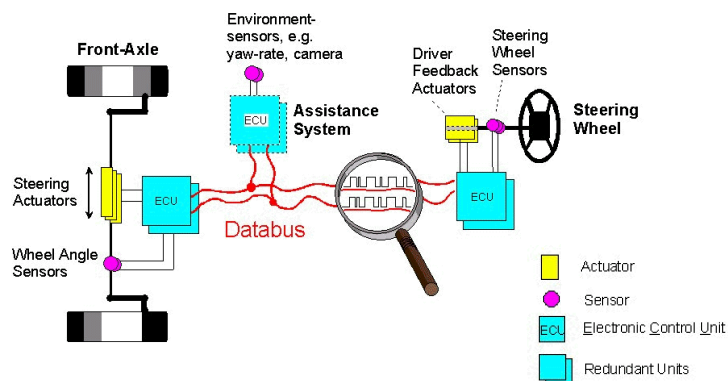 Front-Axle
Environment-
sensors, e.g.
yaw-rate, camera
Steering
Wheel
Sensors
Driver
Feedback
Actuators
ECU
Assistance
System
Steering
Wheel
Steering
Actuators
ECU
ECU
Databus
Wheel Angle
Sensors
Actuator
Sensor
ECU
Electronic Control Unit
Redundant Units